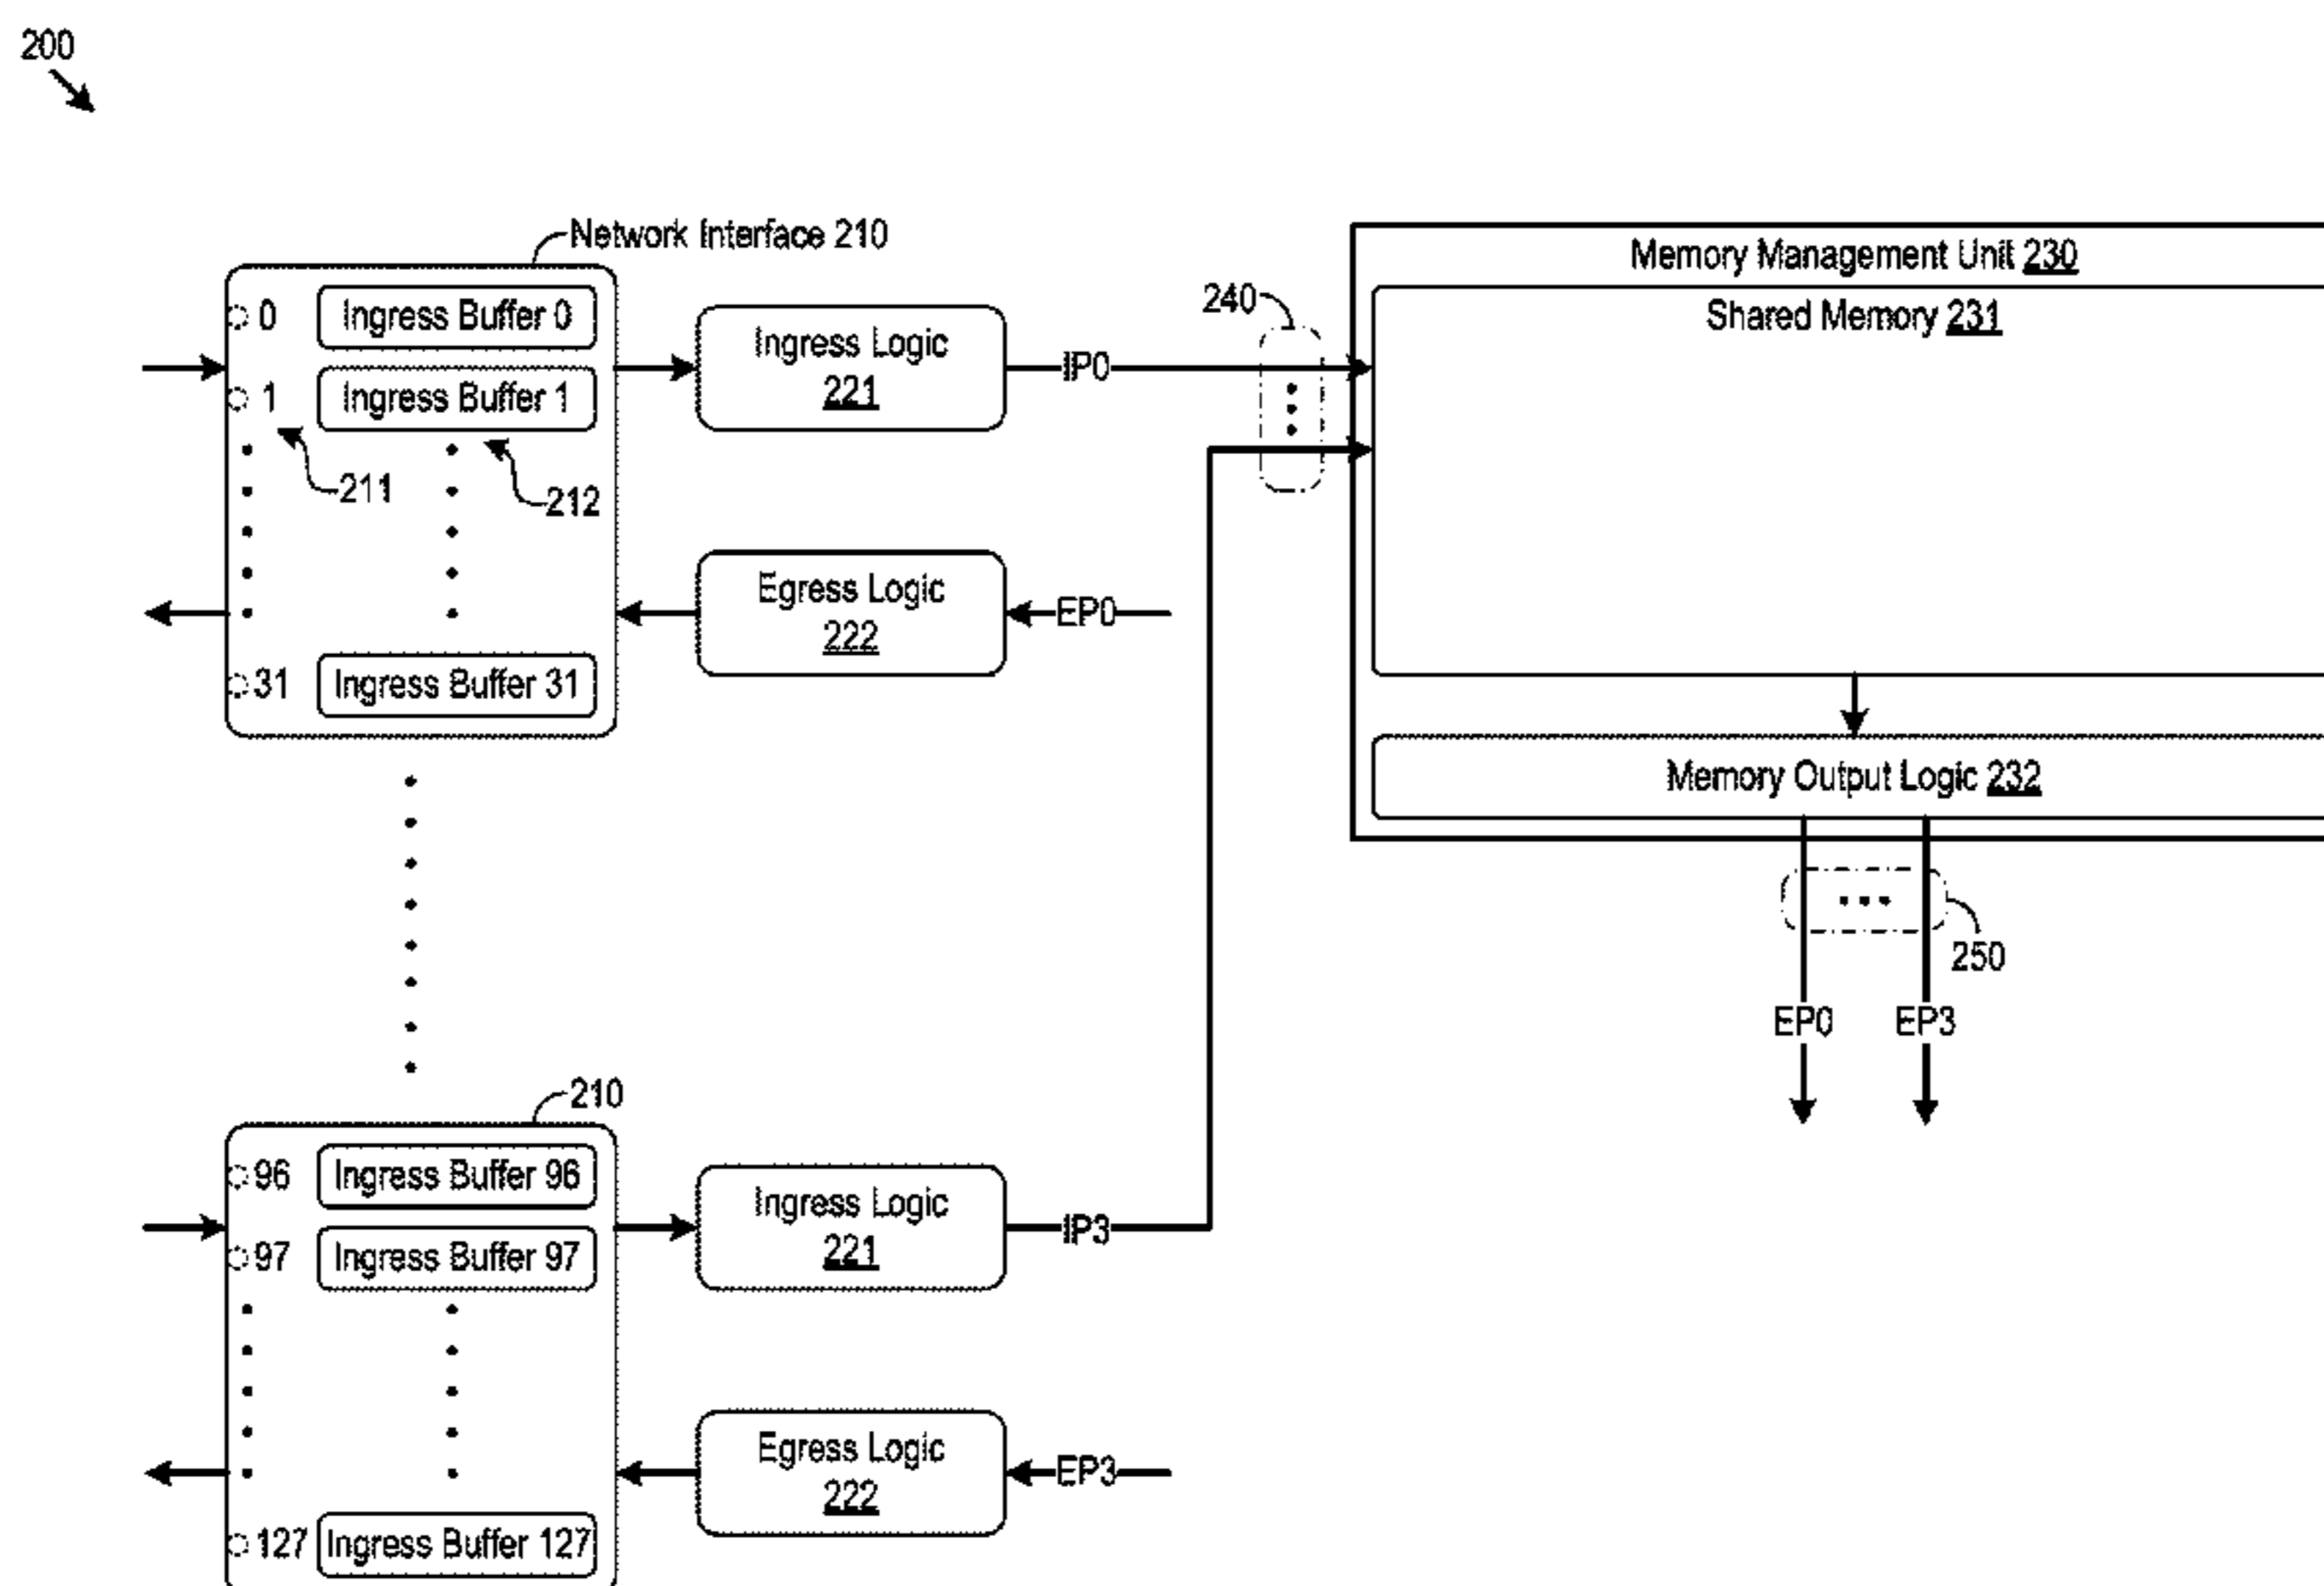 200
Network Interface 210
0
Ingress Buffer 0
1
Ingress Buffer 1
211
212
31
Ingress Buffer 31
Ingress Logic
221
IP0
Egress Logic
222
EP0
240
Memory Management Unit 230
Shared Memory 231
Memory Output Logic 232
250
EP0
EP3
210
96
Ingress Buffer 96
97
Ingress Buffer 97
127
Ingress Buffer 127
Ingress Logic
221
IP3
Egress Logic
222
EP3